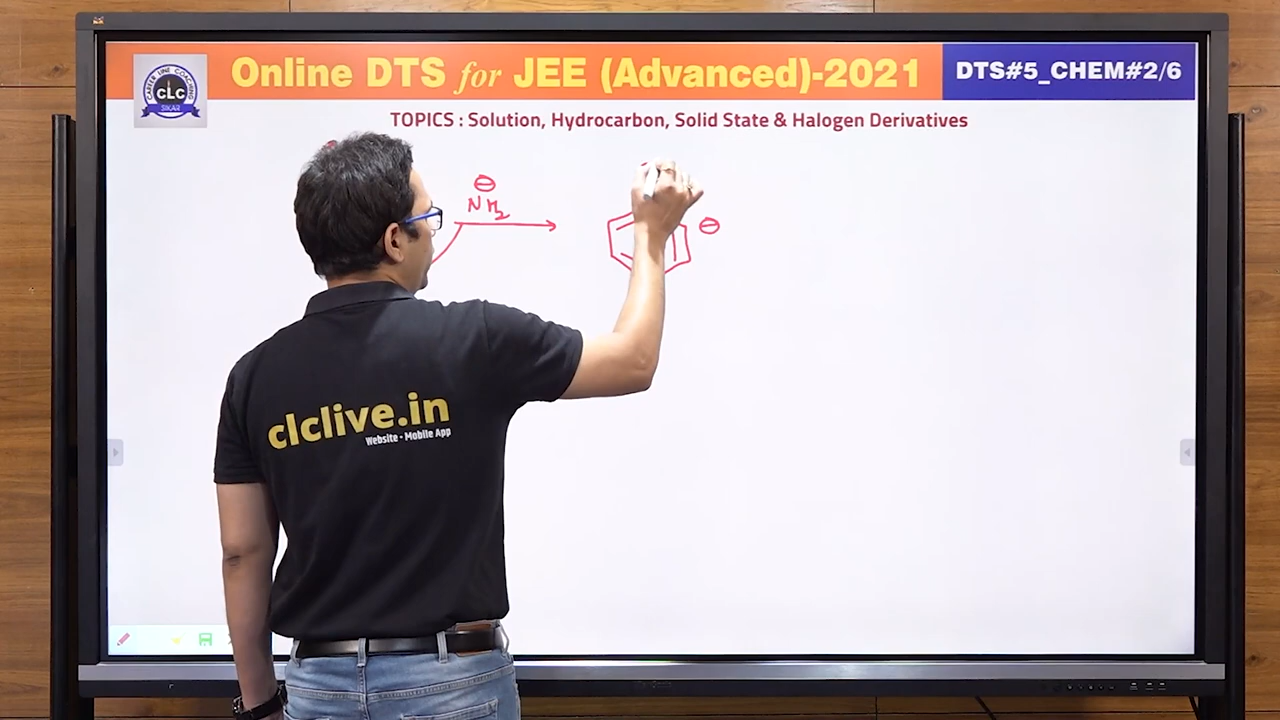 CAREER LINE COACHING
CLC
SIKAR
Online DTS for JEE (Advanced)-2021
DTS#5_CHEM#2/6
TOPICS : Solution, Hydrocarbon, Solid State & Halogen Derivatives
⊖
NH₂
⊖
clclive.in
Website - Mobile App